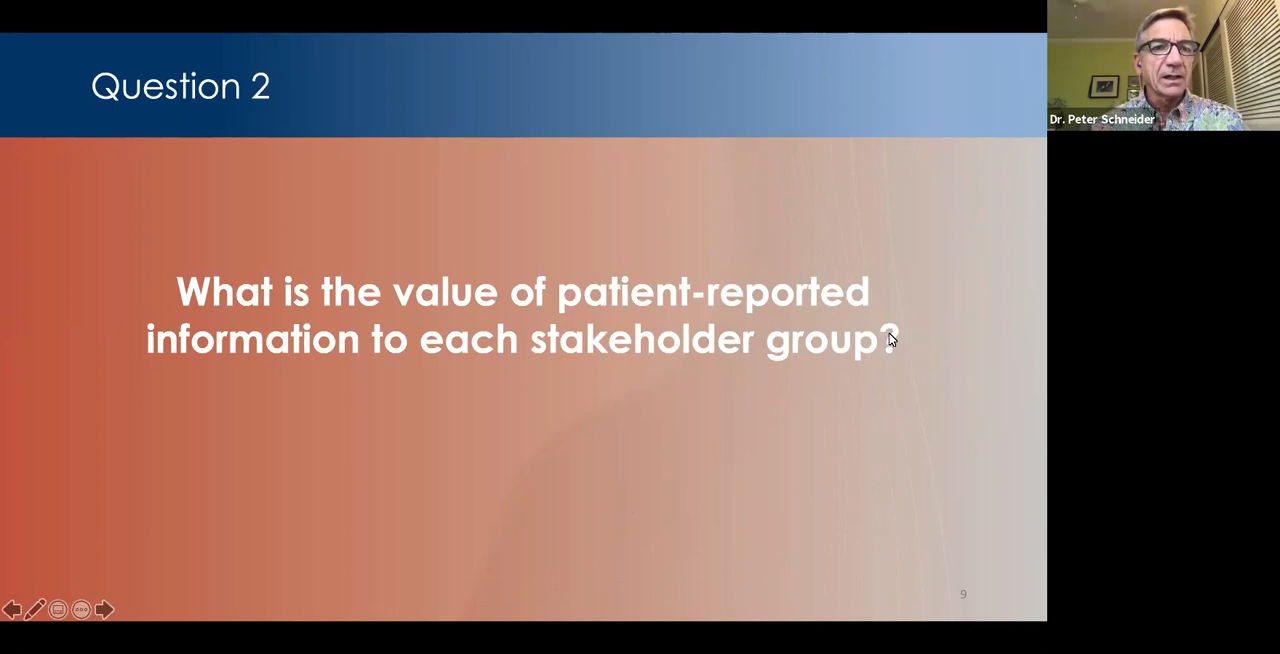 Question 2
Dr. Peter Schneider
What is the value of patient-reported
information to each stakeholder group?
9